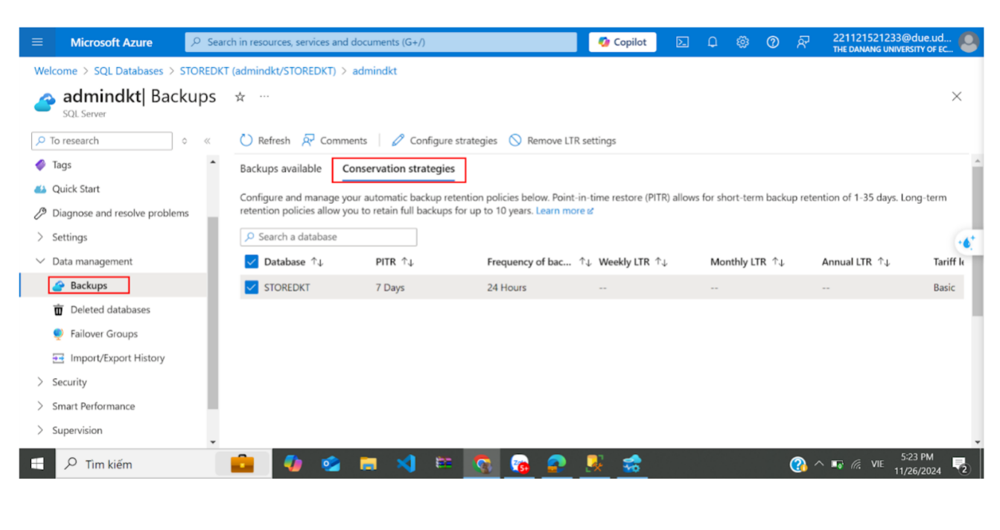 Microsoft Azure
Search in resources, services and documents (G+/)
Copilot
221121521233@due.ud...
THE DANANG UNIVERSITY OF EC...
Welcome > SQL Databases > STOREDKT (admindkt/STOREDKT) > admindkt
admindkt| Backups
SQL Server
To research
Refresh Comments Configure strategies Remove LTR settings
Tags
Quick Start
Diagnose and resolve problems
Settings
Data management
Backups
Deleted databases
Failover Groups
Import/Export History
Security
Smart Performance
Supervision
Backups available Conservation strategies
Configure and manage your automatic backup retention policies below. Point-in-time restore (PITR) allows for short-term backup retention of 1-35 days. Long-term
retention policies allow you to retain full backups for up to 10 years. Learn more
Search a database
Database PITR Frequency of bac... Weekly LTR Monthly LTR Annual LTR Tariff
STOREDKT 7 Days 24 Hours -- -- -- Basic
Tìm kiếm
Zalo
5+
VIE
5:23 PM
11/26/2024
2